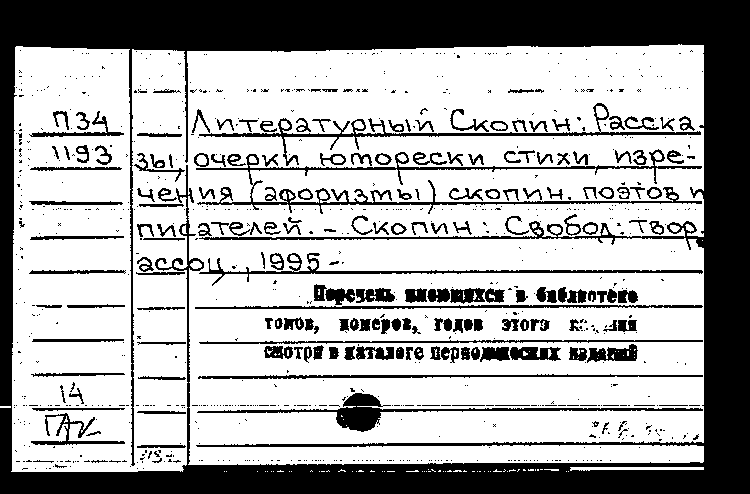 П34 Литературный Скопин: Расска-
1193 зы, очерки, юморески, стихи, изре-
чения (афоризмы) скопин. поэтов и
писателей. - Скопин: Свобод. твор.
ассоц., 1995 -
Перечень имеющихся в библиотеке
томов, номеров, годов этого
смотри в каталоге периодических изданий
14